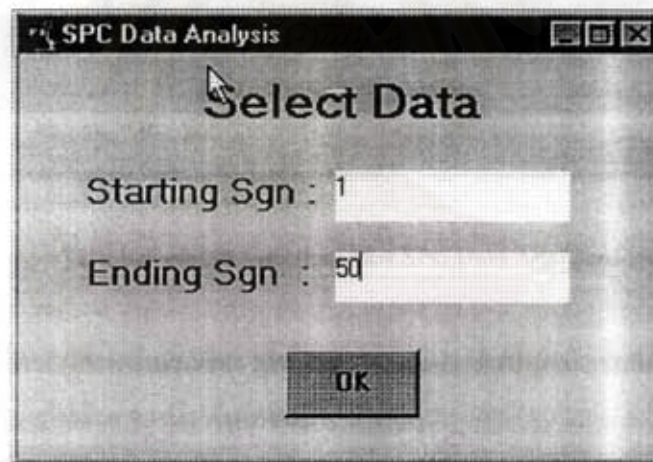 SPC Data Analysis
Select Data
Starting Sgn : 1
Ending Sgn : 50
OK